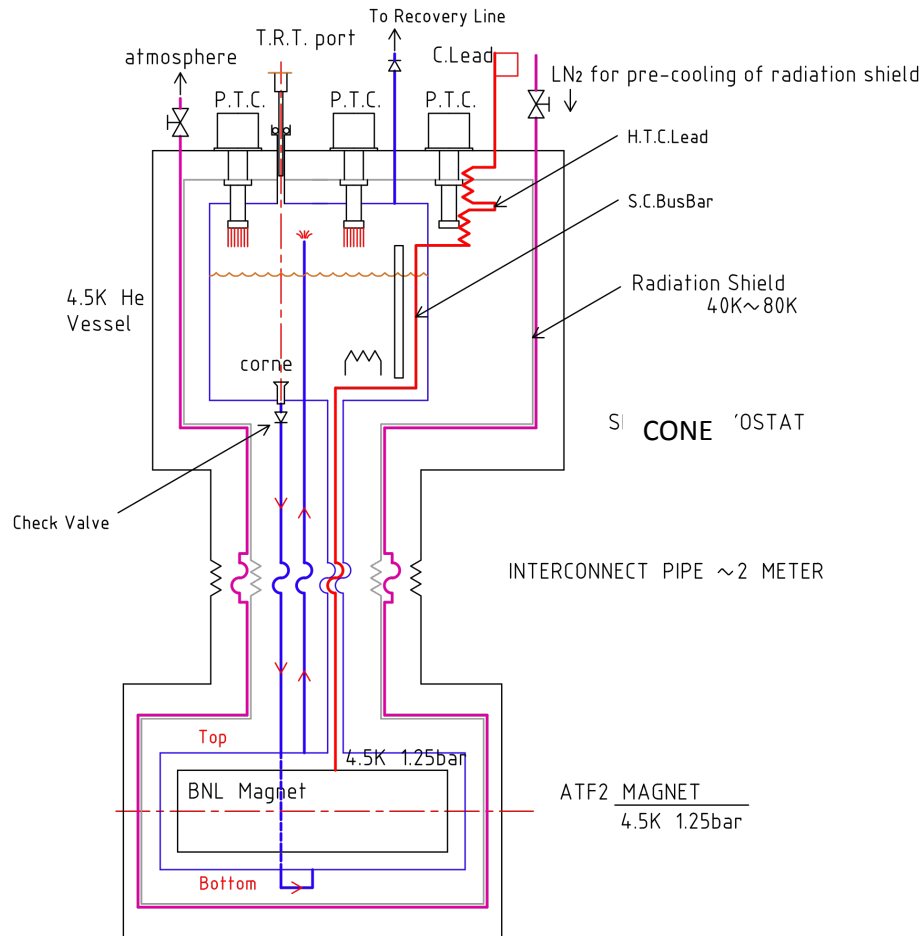 To Recovery Line
T.R.T. port
atmosphere
C.Lead
LN2 for pre-cooling of radiation shield
P.T.C.
P.T.C.
P.T.C.
H.T.C.Lead
S.C.BusBar
4.5K He
Vessel
Radiation Shield
40K～80K
corne
CONE
OSTAT
Check Valve
INTERCONNECT PIPE ～2 METER
Top
4.5K 1.25bar
BNL Magnet
ATF2 MAGNET
4.5K 1.25bar
Bottom